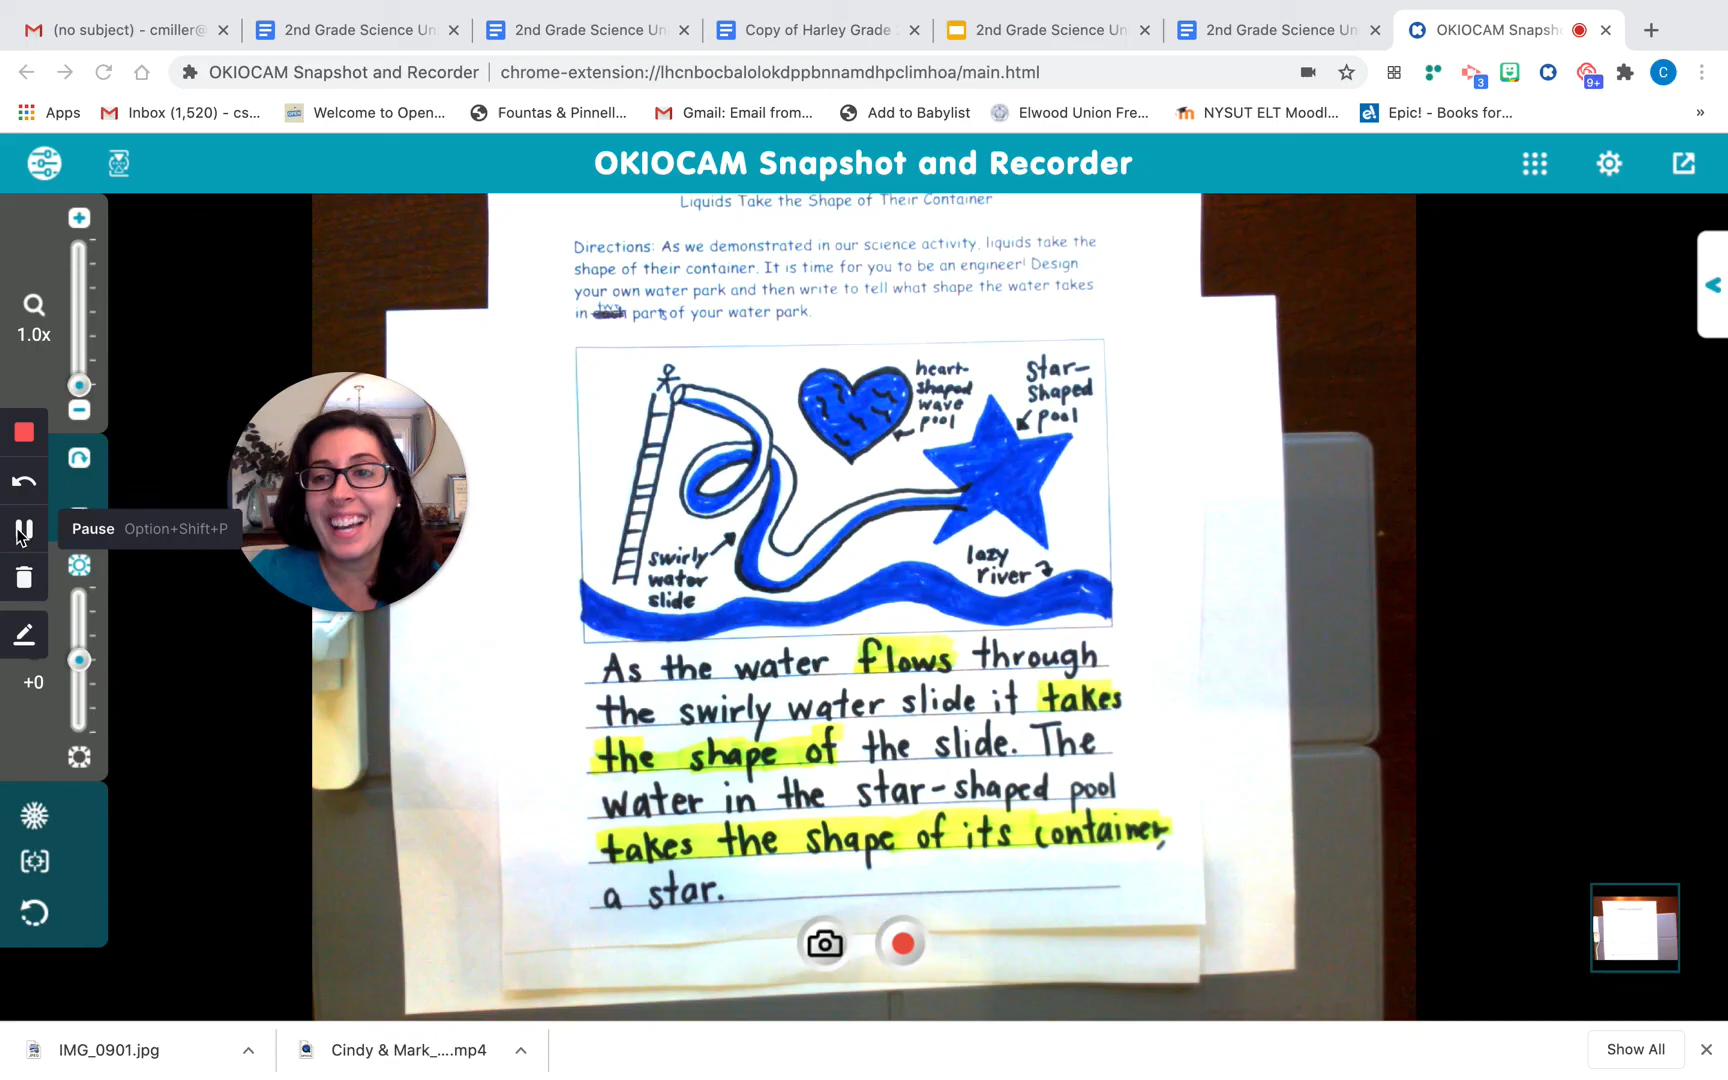 (no subject) - cmiller@
2nd Grade Science Un
2nd Grade Science Un
Copy of Harley Grade
2nd Grade Science Un
2nd Grade Science Un
OKIOCAM Snapsh
OKIOCAM Snapshot and Recorder
chrome-extension://lhcnbocbalolokdppbnnamdhpclimhoa/main.html
3
9+
C
Apps
Inbox (1,520) - cs...
Welcome to Open...
Fountas & Pinnell...
Gmail: Email from...
Add to Babylist
Elwood Union Fre...
NYSUT ELT Moodl...
Epic! - Books for...
»
OKIOCAM Snapshot and Recorder
Liquids Take the Shape of Their Container
Directions: As we demonstrated in our science activity, liquids take the
shape of their container. It is time for you to be an engineer! Design
your own water park and then write to tell what shape the water takes
in two parts of your water park.
1.0x
Pause Option+Shift+P
+0
heart-
shaped
wave
pool
star-
shaped
pool
swirly
water
slide
lazy
river
As the water flows through
the swirly water slide it takes
the shape of the slide. The
water in the star-shaped pool
takes the shape of its container,
a star.
IMG_0901.jpg
Cindy & Mark_....mp4
Show All